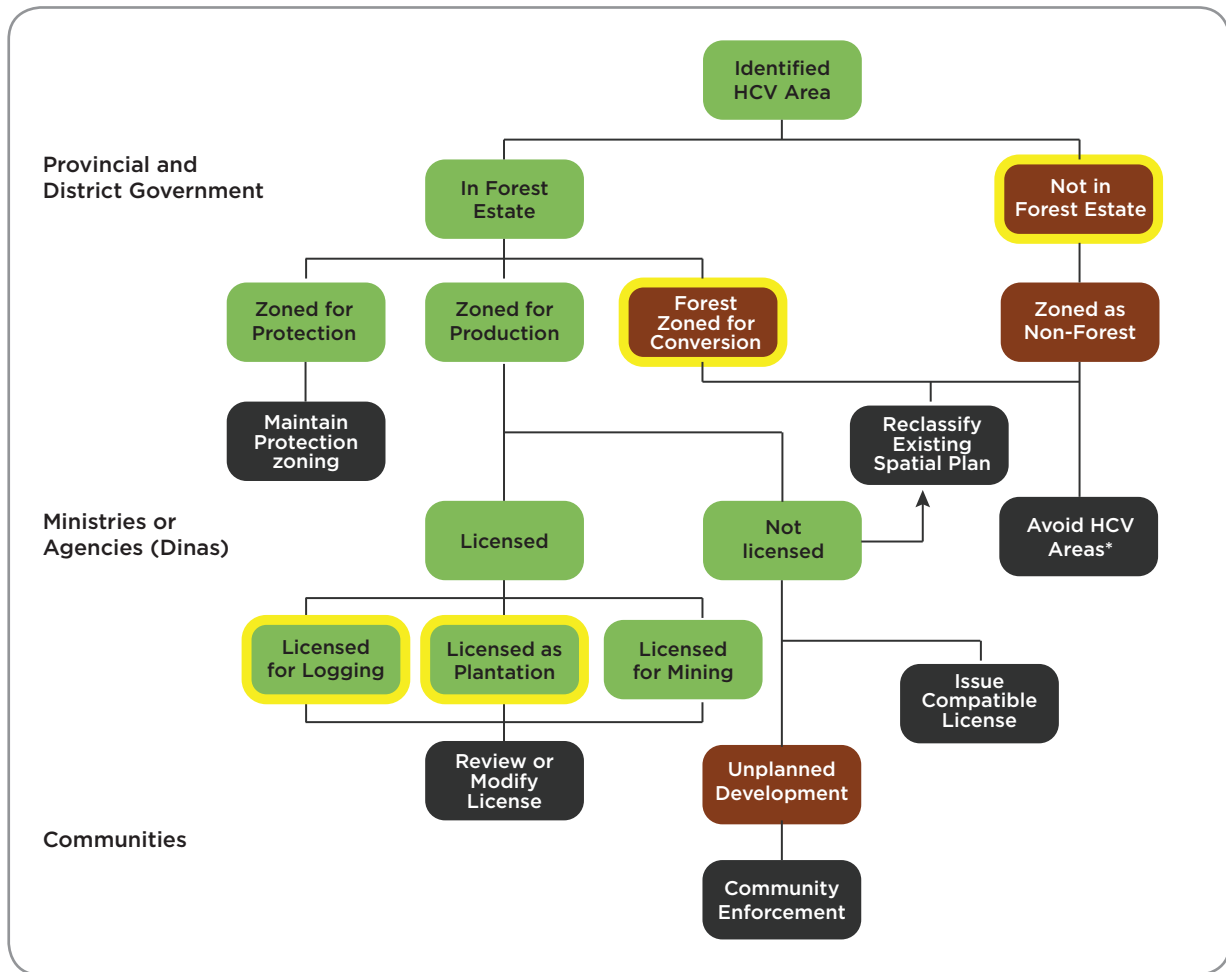 Identified
HCV Area
Provincial and
District Government
In Forest
Estate
Not in
Forest Estate
Zoned for
Protection
Zoned for
Production
Forest
Zoned for
Conversion
Zoned as
Non-Forest
Maintain
Protection
zoning
Reclassify
Existing
Spatial Plan
Ministries or
Agencies (Dinas)
Licensed
Not
licensed
Avoid HCV
Areas*
Licensed
for Logging
Licensed as
Plantation
Licensed
for Mining
Issue
Compatible
License
Review or
Modify
License
Unplanned
Development
Communities
Community
Enforcement